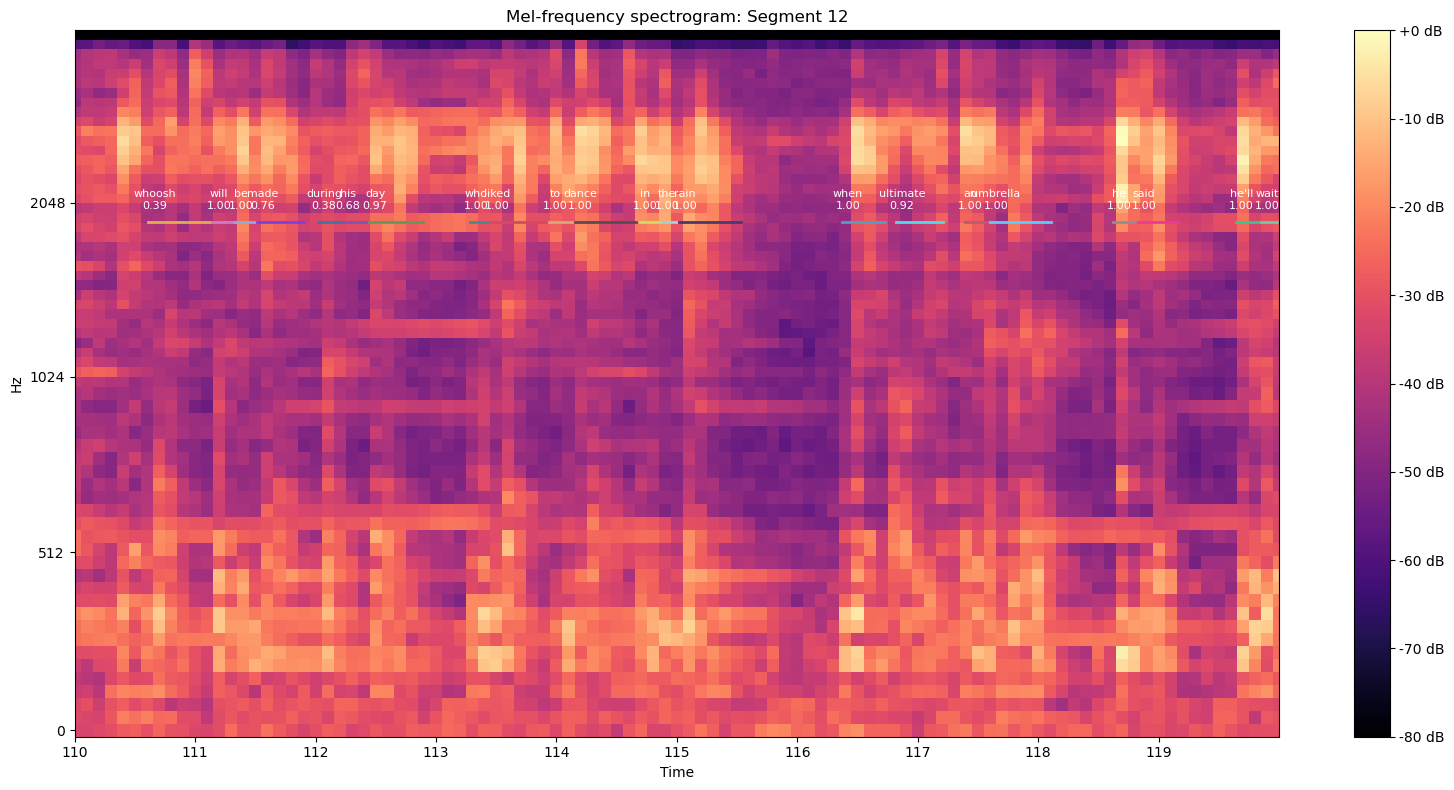 Mel-frequency spectrogram: Segment 12
+0 dB
-10 dB
-20 dB
-30 dB
-40 dB
-50 dB
-60 dB
-70 dB
-80 dB
Hz
2048
1024
512
0
whoosh will be made during his day who liked to dance in the rain when ultimate an umbrella he said he'll wait
0.39 1.00 1.00 0.76 0.38 0.68 0.97 1.00 1.00 1.00 1.00 1.00 1.00 1.00 1.00 0.92 1.00 1.00 1.00 1.00 1.00 1.00
110 111 112 113 114 115 116 117 118 119
Time